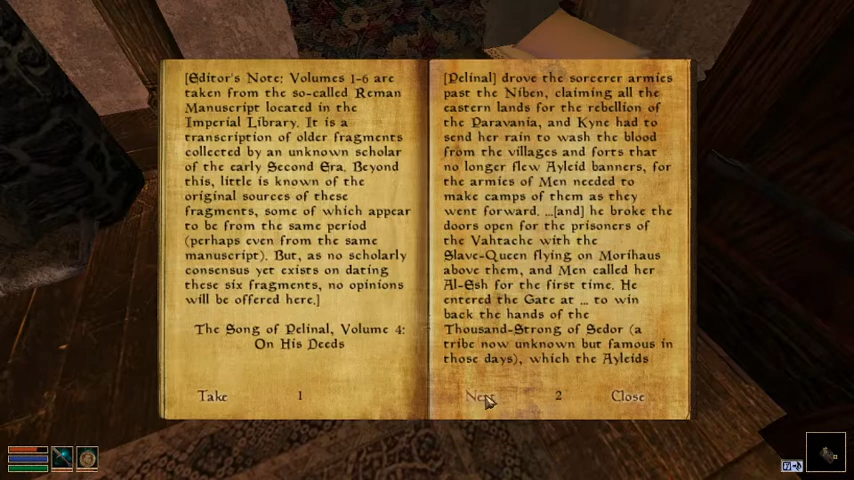 [Editor's Note: Volumes 1-6 are
taken from the so-called Reman
Manuscript located in the
Imperial Library. It is a
transcription of older fragments
collected by an unknown scholar
of the early Second Era. Beyond
this, little is known of the
original sources of these
fragments, some of which appear
to be from the same period
(perhaps even from the same
manuscript). But, as no scholarly
consensus yet exists on dating
these six fragments, no opinions
will be offered here.]
The Song of Pelinal, Volume 4:
On His Deeds
Take
1
[Pelinal] drove the sorcerer armies
past the Niben, claiming all the
eastern lands for the rebellion of
the Paravania, and Kyne had to
send her rain to wash the blood
from the villages and forts that
no longer flew Ayleid banners, for
the armies of Men needed to
make camps of them as they
went forward. ...[and] he broke the
doors open for the prisoners of
the Vahtache with the
Slave-Queen flying on Morihaus
above them, and Men called her
Al-Esh for the first time. He
entered the Gate at ... to win
back the hands of the
Thousand-Strong of Sedor (a
tribe now unknown but famous in
those days), which the Ayleids
Next
2
Close